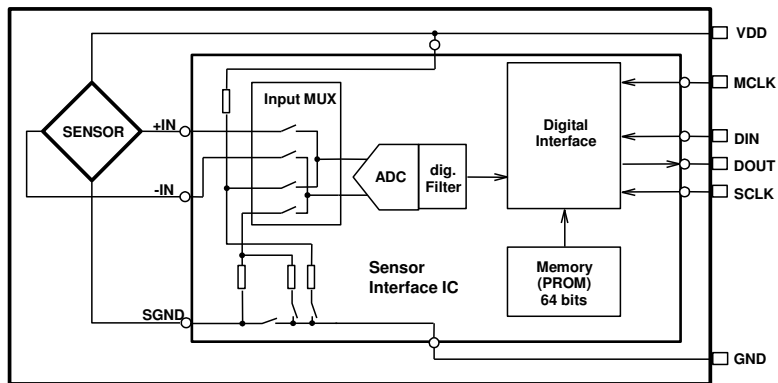 VDD
MCLK
Input MUX
+IN
SENSOR
Digital
Interface
DIN
DOUT
ADC
dig.
Filter
-IN
SCLK
Sensor
Interface IC
Memory
(PROM)
64 bits
SGND
GND